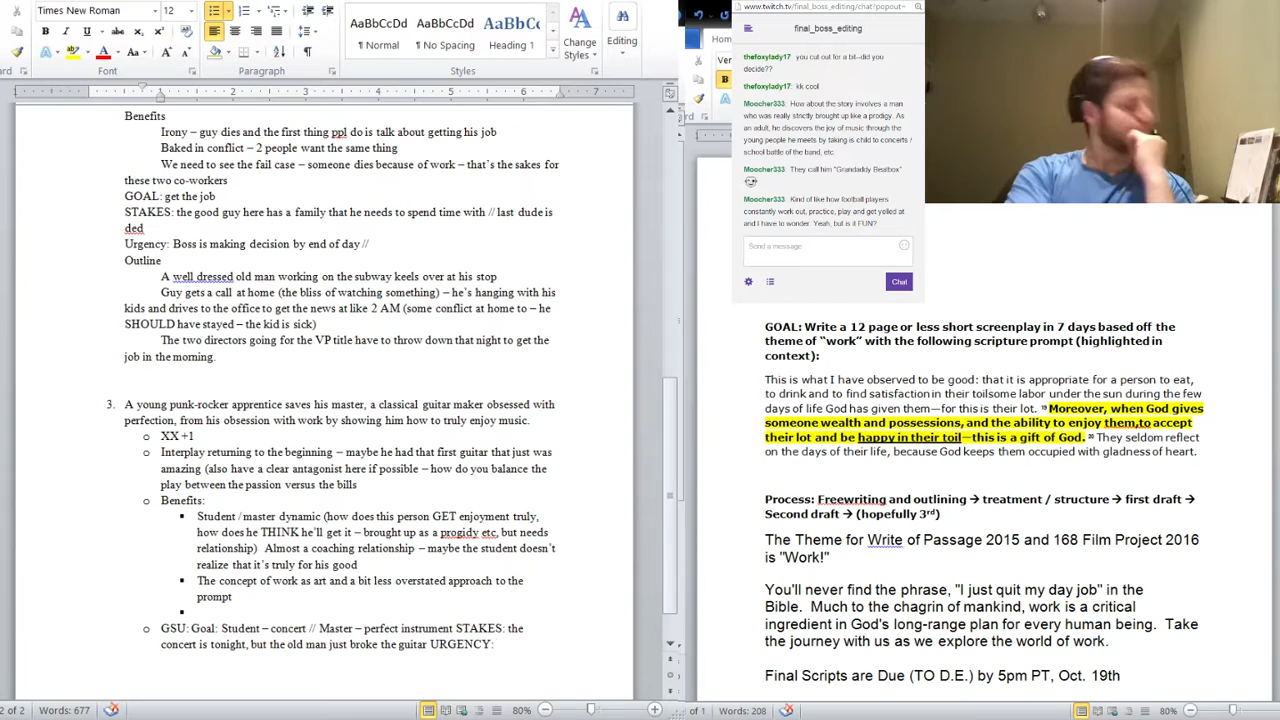 Times New Roman
12
Font
Paragraph
AaBbCcDd
AaBbCcDd
AaBbCc
¶ Normal
¶ No Spacing
Heading 1
Styles
Change
Styles
Editing
Benefits
Irony – guy dies and the first thing ppl do is talk about getting his job
Baked in conflict – 2 people want the same thing
We need to see the fail case – someone dies because of work – that's the sakes for
these two co-workers
GOAL: get the job
STAKES: the good guy here has a family that he needs to spend time with // last dude is
ded
Urgency: Boss is making decision by end of day //
Outline
A well dressed old man working on the subway keels over at his stop
Guy gets a call at home (the bliss of watching something) – he's hanging with his
kids and drives to the office to get the news at like 2 AM (some conflict at home to – he
SHOULD have stayed – the kid is sick)
The two directors going for the VP title have to throw down that night to get the
job in the morning.
3. A young punk-rocker apprentice saves his master, a classical guitar maker obsessed with
perfection, from his obsession with work by showing him how to truly enjoy music.
o XX +1
o Interplay returning to the beginning – maybe he had that first guitar that just was
amazing (also have a clear antagonist here if possible – how do you balance the
play between the passion versus the bills
o Benefits:
▪ Student / master dynamic (how does this person GET enjoyment truly,
how does he THINK he'll get it – brought up as a progidy etc, but needs
relationship) Almost a coaching relationship – maybe the student doesn't
realize that it's truly for his good
▪ The concept of work as art and a bit less overstated approach to the
prompt
▪
o GSU: Goal: Student – concert // Master – perfect instrument STAKES: the
concert is tonight, but the old man just broke the guitar URGENCY:
2 of 2
Words: 677
80%
www.twitch.tv/final_boss_editing/chat?popout=
final_boss_editing
thefoxylady17: you cut out for a bit--did you
decide??
thefoxylady17: kk cool
Moocher333: How about the story involves a man
who was really strictly brought up like a prodigy. As
an adult, he discovers the joy of music through the
young people he meets by taking is child to concerts /
school battle of the band, etc.
Moocher333: They call him "Grandaddy Beatbox"
Moocher333: Kind of like how football players
constantly work out, practice, play and get yelled at
and I have to wonder. Yeah, but is it FUN?
Send a message
Chat
GOAL: Write a 12 page or less short screenplay in 7 days based off the
theme of "work" with the following scripture prompt (highlighted in
context):
This is what I have observed to be good: that it is appropriate for a person to eat,
to drink and to find satisfaction in their toilsome labor under the sun during the few
days of life God has given them—for this is their lot. 19 Moreover, when God gives
someone wealth and possessions, and the ability to enjoy them,to accept
their lot and be happy in their toil—this is a gift of God. 20 They seldom reflect
on the days of their life, because God keeps them occupied with gladness of heart.
Process: Freewriting and outlining → treatment / structure → first draft →
Second draft → (hopefully 3rd)
The Theme for Write of Passage 2015 and 168 Film Project 2016
is "Work!"
You'll never find the phrase, "I just quit my day job" in the
Bible. Much to the chagrin of mankind, work is a critical
ingredient in God's long-range plan for every human being. Take
the journey with us as we explore the world of work.
Final Scripts are Due (TO D.E.) by 5pm PT, Oct. 19th
of 1
Words: 208
80%